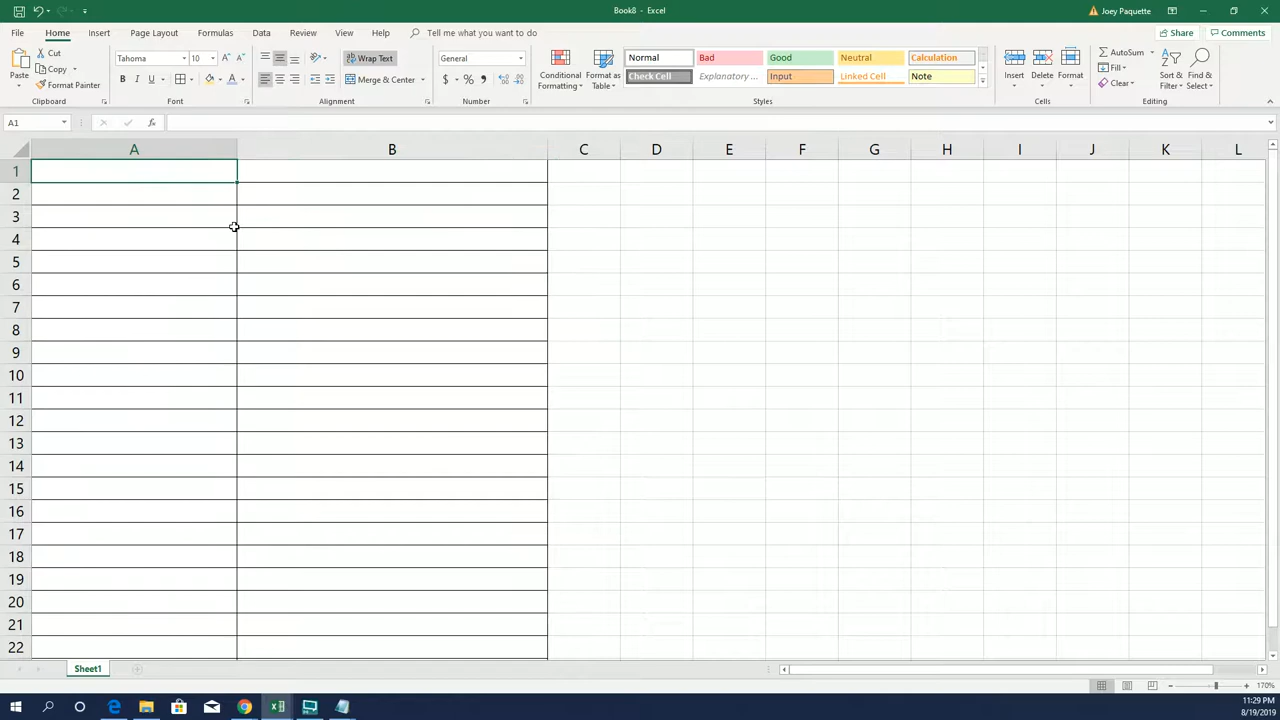 Book8 - Excel
Joey Paquette
File
Home
Insert
Page Layout
Formulas
Data
Review
View
Help
Tell me what you want to do
Share
Comments
Paste
Cut
Copy
Format Painter
Clipboard
Tahoma
10
B I U
A
Font
Wrap Text
Merge & Center
Alignment
General
$ % ,
Number
Conditional Formatting
Format as Table
Normal
Bad
Good
Neutral
Calculation
Check Cell
Explanatory ...
Input
Linked Cell
Note
Styles
Insert
Delete
Format
Cells
AutoSum
Fill
Clear
Sort & Filter
Find & Select
Editing
A1
fx
A B C D E F G H I J K L
1
2
3
4
5
6
7
8
9
10
11
12
13
14
15
16
17
18
19
20
21
22
Sheet1
170%
11:29 PM
8/19/2019